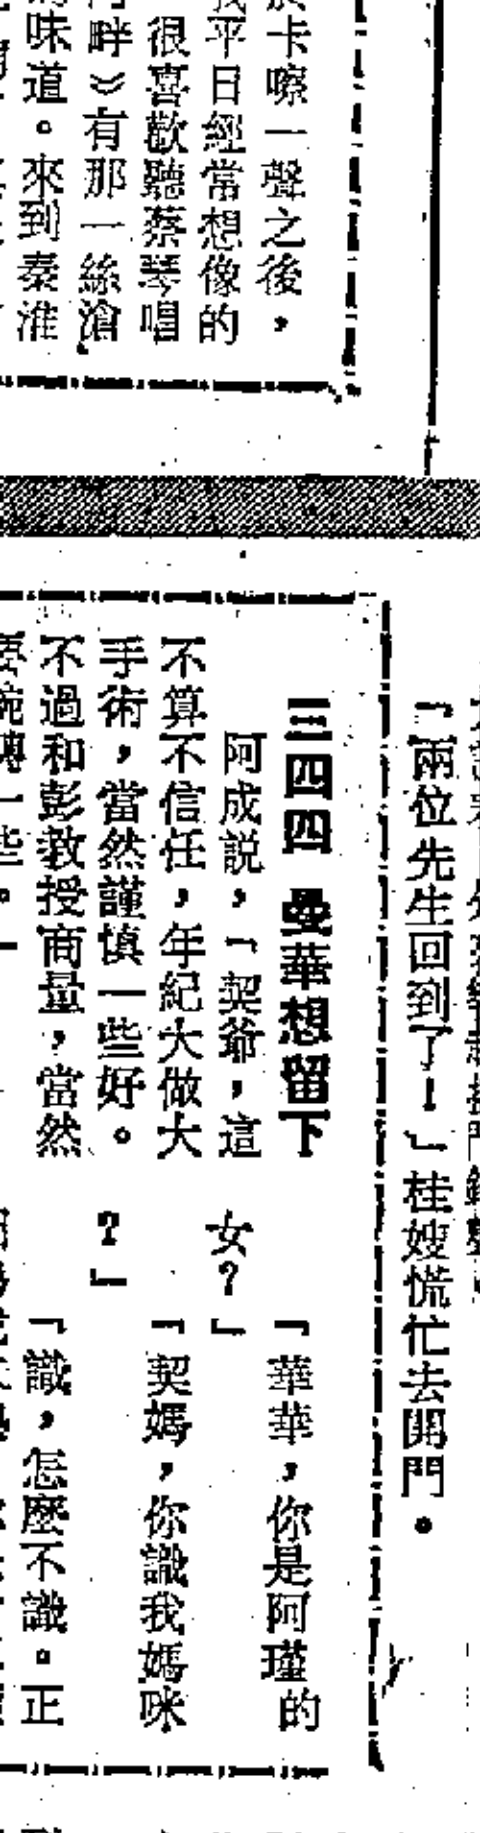 卡嚓一聲之後，
平日經常想像的
很喜歡聽蔡琴唱
畔》有那一絲滄
味道。來到秦淮
「兩位先生回到了！」桂嫂慌忙去開門。
三四四 曼華想留下
阿成説，「契爺，這
不算不信任，年紀大做大
手術，當然謹慎一些好。
不過和彭教授商量，當然
婉轉一些。」
「華華，你是阿瑾的
女？」
「契媽，你識我媽咪
？」
「識，怎麼不識。正